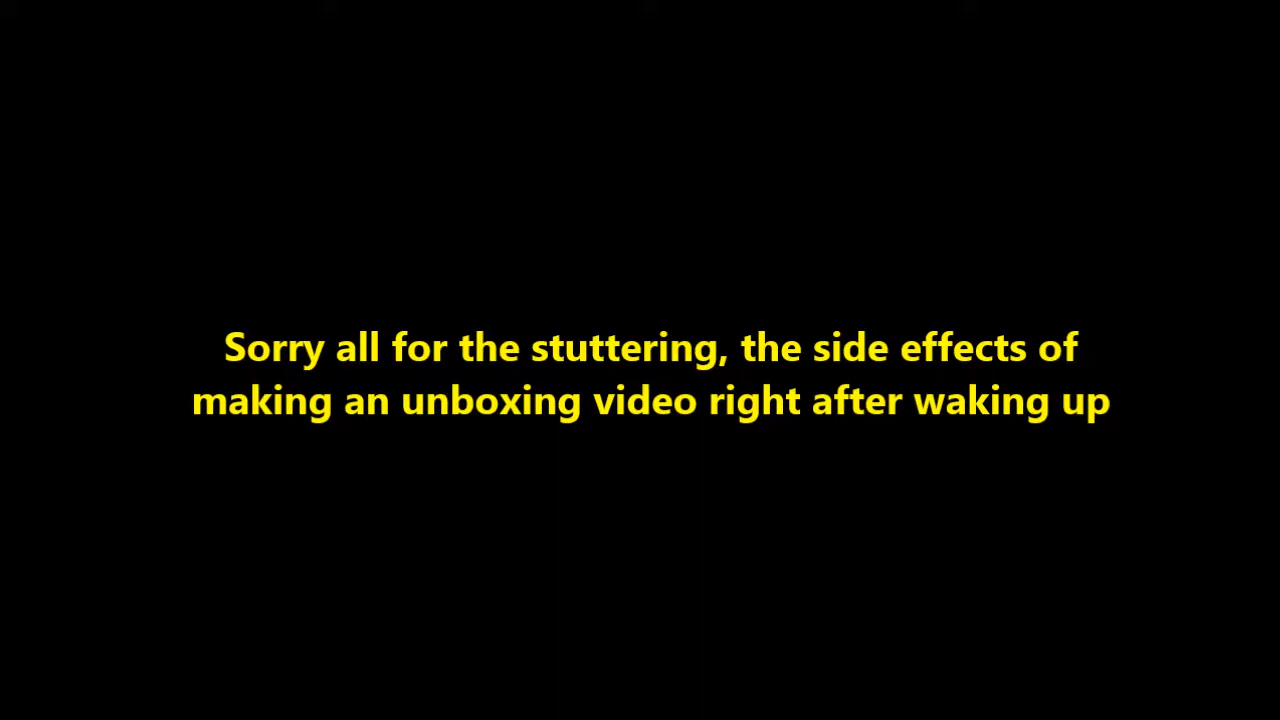 Sorry all for the stuttering, the side effects of
making an unboxing video right after waking up